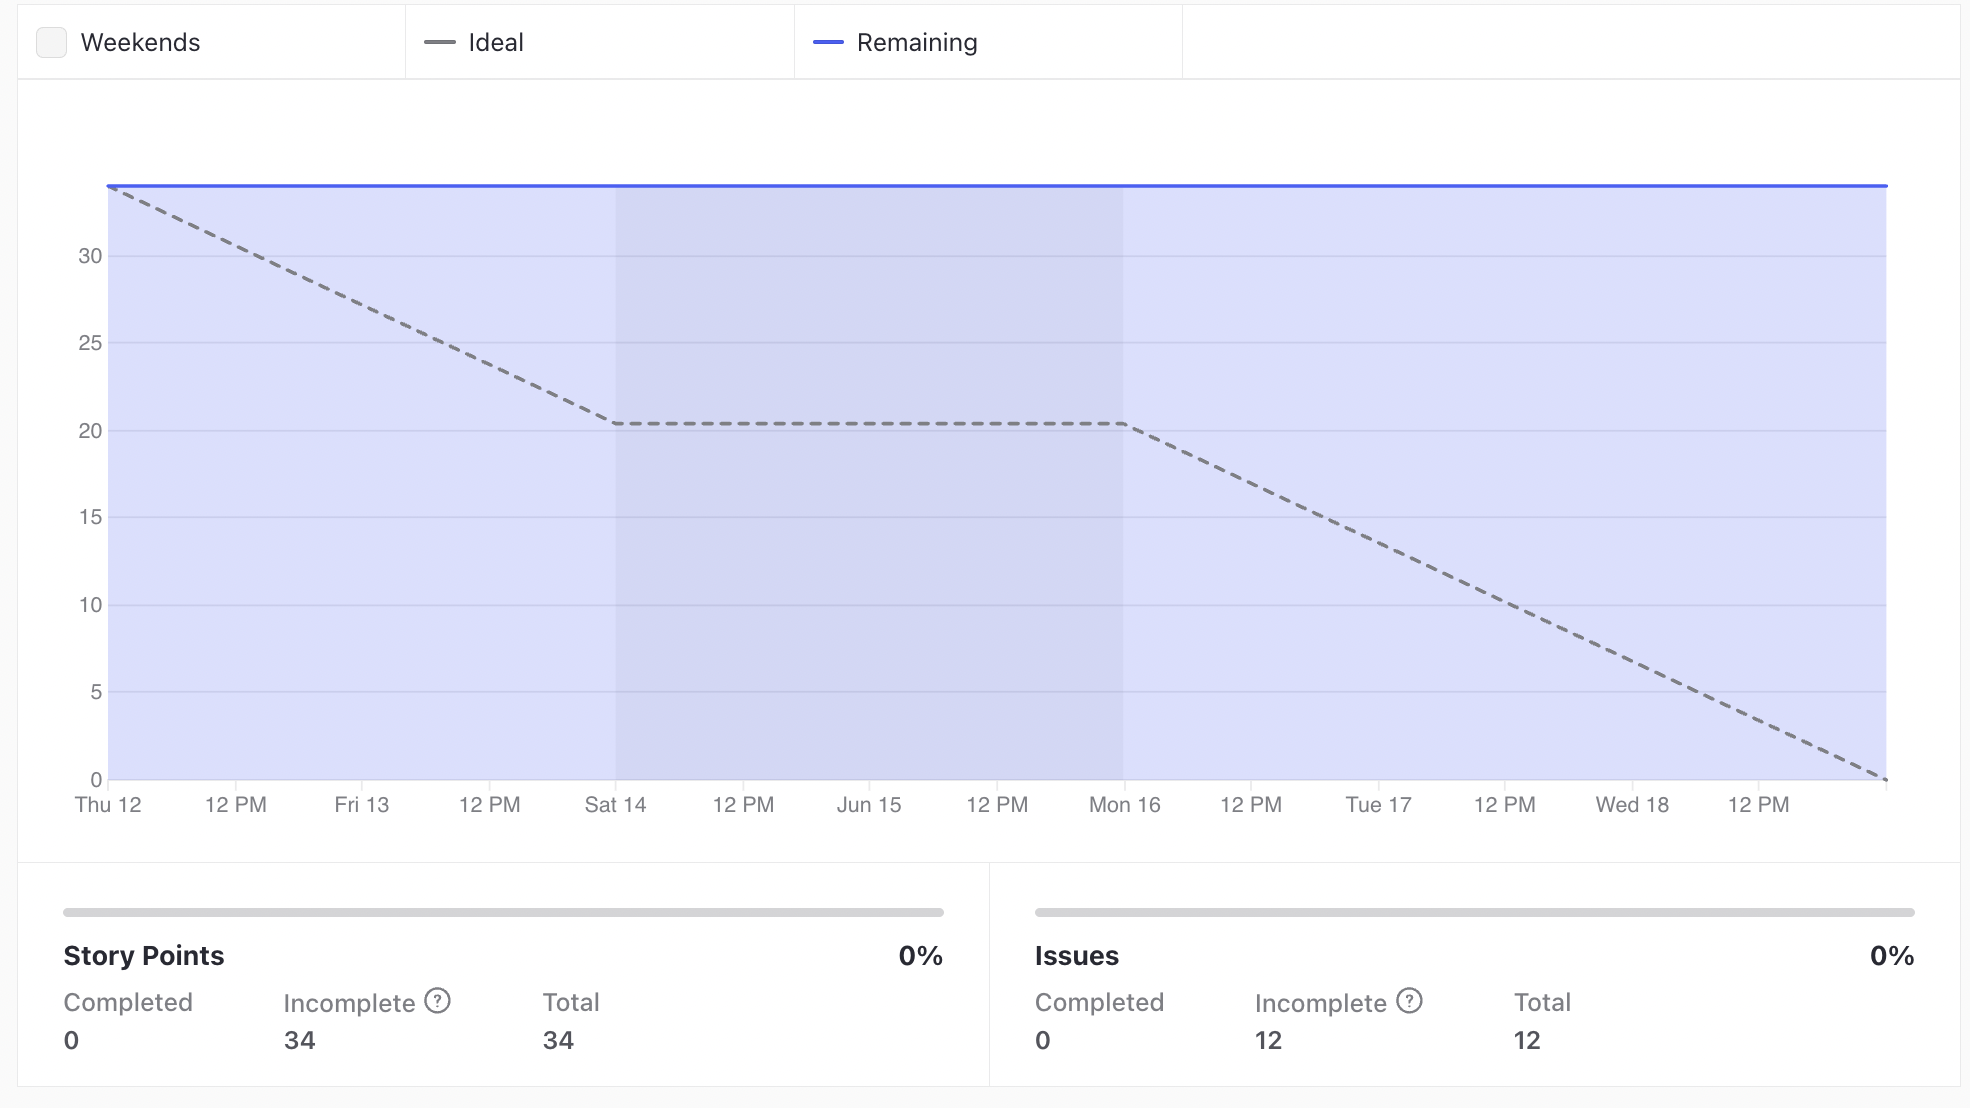 Weekends
Ideal
Remaining
30
25
20
15
10
5
0
Thu 12 12 PM Fri 13 12 PM Sat 14 12 PM Jun 15 12 PM Mon 16 12 PM Tue 17 12 PM Wed 18 12 PM
Story Points 0%
Completed Incomplete ? Total
0 34 34
Issues 0%
Completed Incomplete ? Total
0 12 12